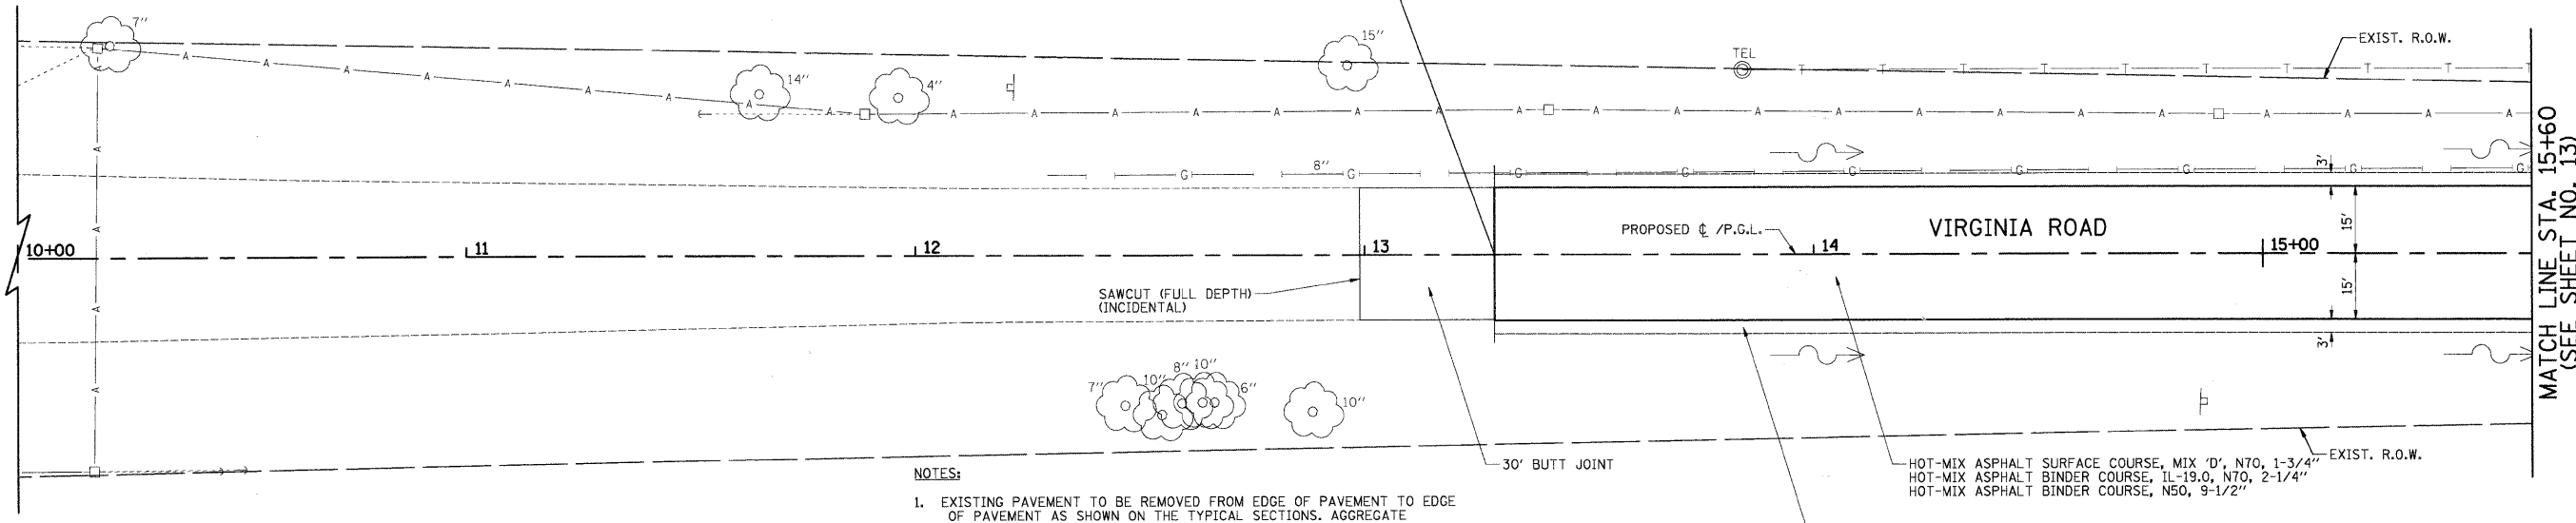 7"
15"
EXIST. R.O.W.
TEL
T T T T T T T T T T
A A A A A A A
14"
4"
A A A A A A A A A A A A A A A A A A A A A
A
A
A
A
8"
G G G G G G G G G
3'
10+00
11
12
13
PROPOSED ℄ /P.G.L.
14
VIRGINIA ROAD
15+00
15'
15'
3'
MATCH LINE STA. 15+60
(SEE SHEET NO. 13)
SAWCUT (FULL DEPTH)
(INCIDENTAL)
7" 10" 8" 10" 6" 10"
30' BUTT JOINT
HOT-MIX ASPHALT SURFACE COURSE, MIX 'D', N70, 1-3/4"
HOT-MIX ASPHALT BINDER COURSE, IL-19.0, N70, 2-1/4"
HOT-MIX ASPHALT BINDER COURSE, N50, 9-1/2"
EXIST. R.O.W.
NOTES:
1. EXISTING PAVEMENT TO BE REMOVED FROM EDGE OF PAVEMENT TO EDGE
OF PAVEMENT AS SHOWN ON THE TYPICAL SECTIONS. AGGREGATE